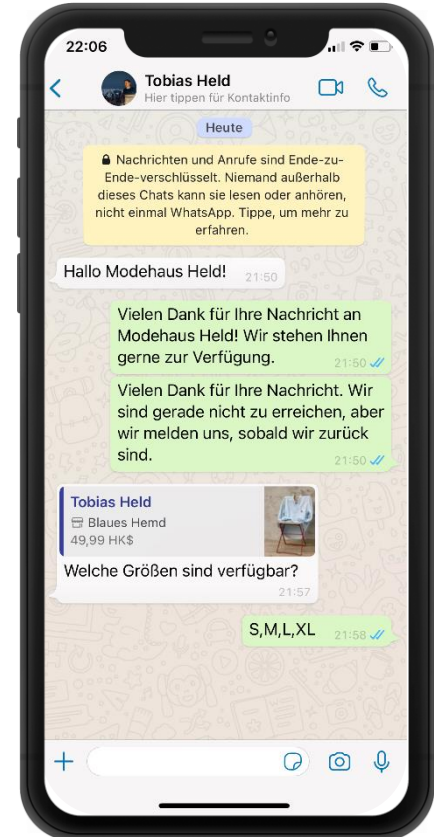 22:06
Tobias Held
Hier tippen für Kontaktinfo
Heute
Nachrichten und Anrufe sind Ende-zu-
Ende-verschlüsselt. Niemand außerhalb
dieses Chats kann sie lesen oder anhören,
nicht einmal WhatsApp. Tippe, um mehr zu
erfahren.
Hallo Modehaus Held!
21:50
Vielen Dank für Ihre Nachricht an
Modehaus Held! Wir stehen Ihnen
gerne zur Verfügung.
21:50
Vielen Dank für Ihre Nachricht. Wir
sind gerade nicht zu erreichen, aber
wir melden uns, sobald wir zurück
sind.
21:50
Tobias Held
Blaues Hemd
49,99 HK$
Welche Größen sind verfügbar?
21:57
S,M,L,XL
21:58